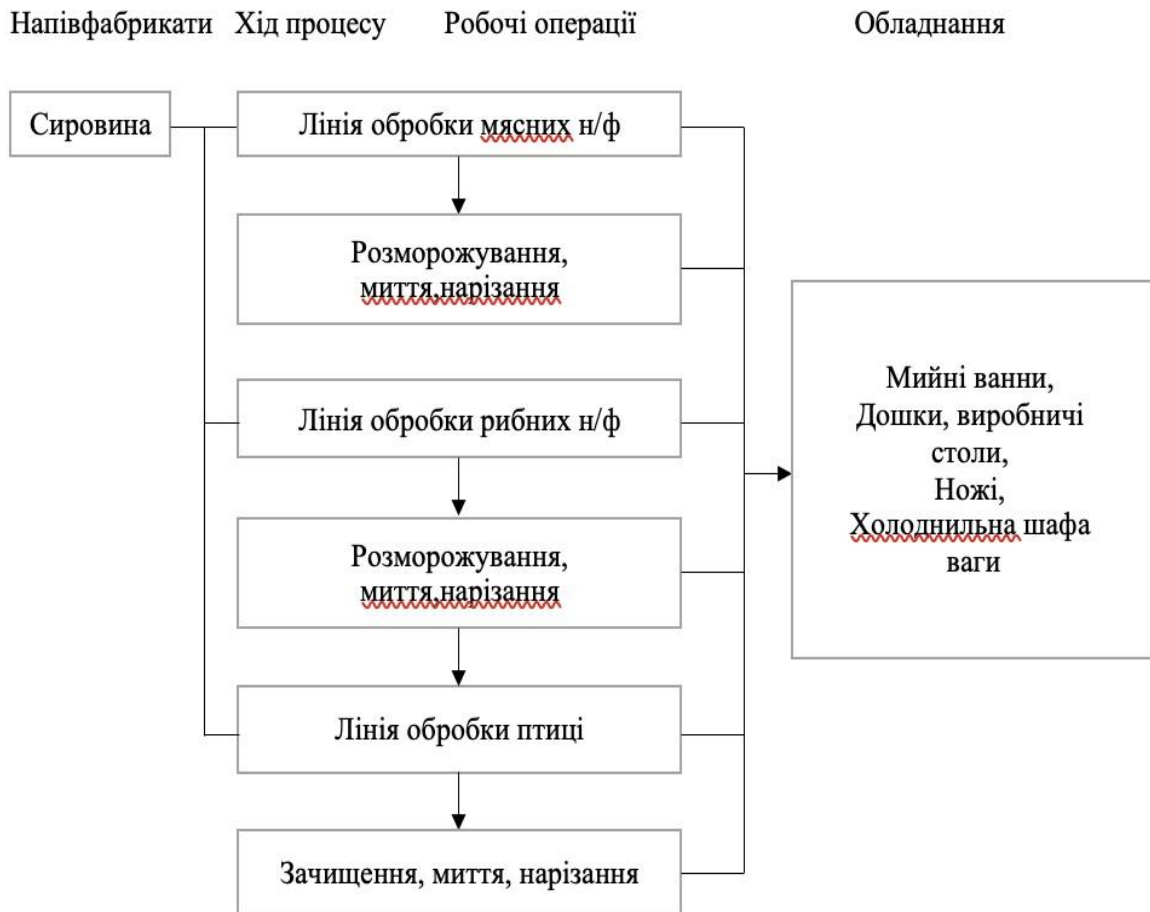 Напівфабрикати Хід процесу Робочі операції Обладнання
Сировина
Лінія обробки мясних н/ф
Розморожування,
миття,нарізання
Лінія обробки рибних н/ф
Розморожування,
миття,нарізання
Лінія обробки птиці
Зачищення, миття, нарізання
Мийні ванни,
Дошки, виробничі
столи,
Ножі,
Холоднильна шафа
ваги